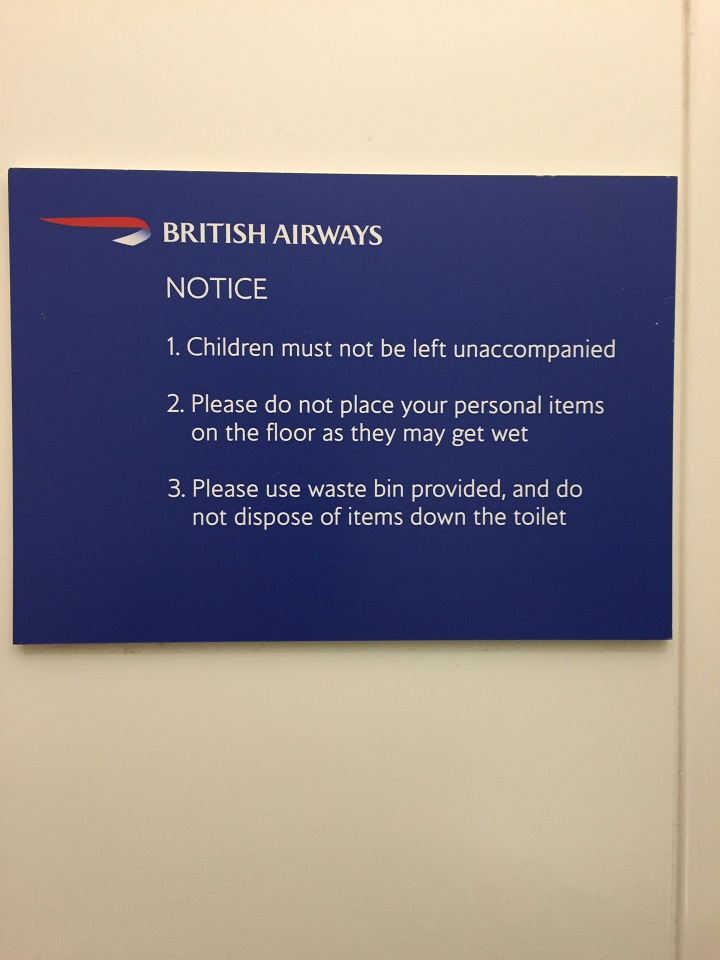 BRITISH AIRWAYS
NOTICE
1. Children must not be left unaccompanied
2. Please do not place your personal items
on the floor as they may get wet
3. Please use waste bin provided, and do
not dispose of items down the toilet